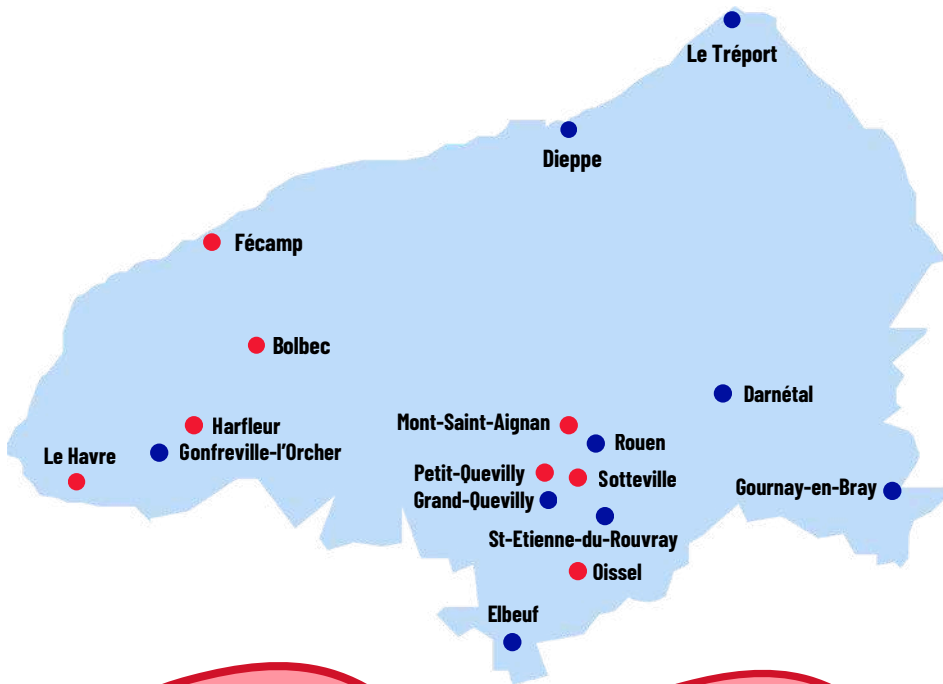 Le Tréport
Dieppe
Fécamp
Bolbec
Darnétal
Harfleur
Mont-Saint-Aignan
Rouen
Gonfreville-l'Orcher
Le Havre
Petit-Quevilly
Sotteville
Gournay-en-Bray
Grand-Quevilly
St-Etienne-du-Rouvray
Oissel
Elbeuf